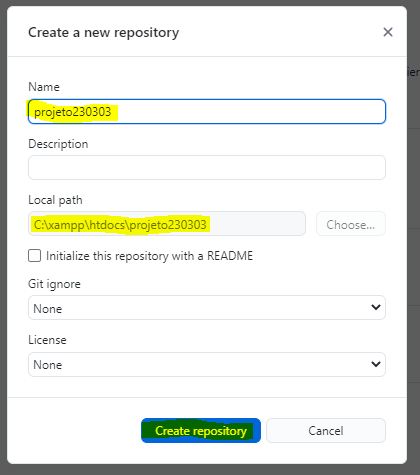 Create a new repository
Name
projeto230303
Description
Local path
C:\xampp\htdocs\projeto230303
Choose...
Initialize this repository with a README
Git ignore
None
License
None
Create repository
Cancel